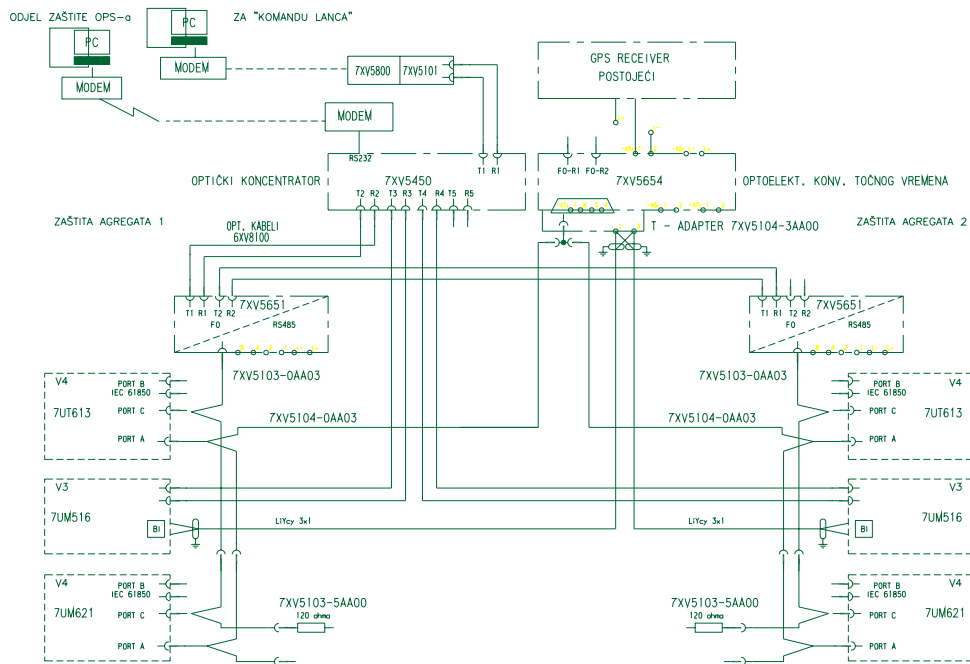 ODJEL ZAŠTITE OPS-a
PC
ZA "KOMANDU LANCA"
PC
MODEM
7XV5800
7XV5101
GPS RECEIVER
POSTOJEĆI
MODEM
MODEM
RS232
T1
R1
FO-R1
FO-R2
OPTIČKI KONCENTRATOR
7XV5450
7XV5654
OPTOELEKT. KONV. TOČNOG VREMENA
T2
R2
T3
R3
T4
R4
T5
R5
ZAŠTITA AGREGATA 1
OPT. KABELI
6XV8100
T - ADAPTER 7XV5104-3AA00
ZAŠTITA AGREGATA 2
7XV5651
T1
R1
T2
R2
FO
RS485
7XV5651
T1
R1
T2
R2
FO
RS485
7XV5103-0AA03
7XV5103-0AA03
V4
7UT613
PORT B
IEC 61850
PORT C
PORT A
7XV5104-0AA03
7XV5104-0AA03
PORT B
IEC 61850
PORT C
PORT A
V4
7UT613
V3
7UM516
BI
LIYcy 3x1
LIYcy 3x1
BI
V3
7UM516
V4
7UM621
PORT B
IEC 61850
PORT C
PORT A
7XV5103-5AA00
120 ohma
7XV5103-5AA00
120 ohma
PORT B
IEC 61850
PORT C
PORT A
V4
7UM621